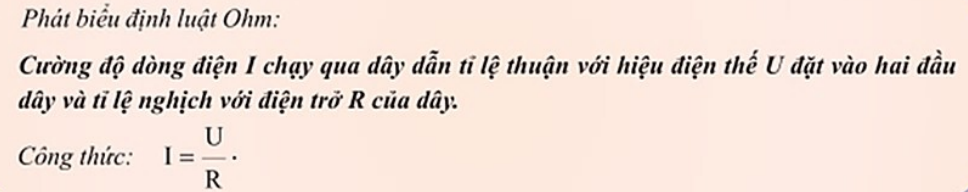 Phát biểu định luật Ohm:
Cường độ dòng điện I chạy qua dây dẫn tỉ lệ thuận với hiệu điện thế U đặt vào hai đầu
dây và tỉ lệ nghịch với điện trở R của dây.
Công thức: I = U/R.